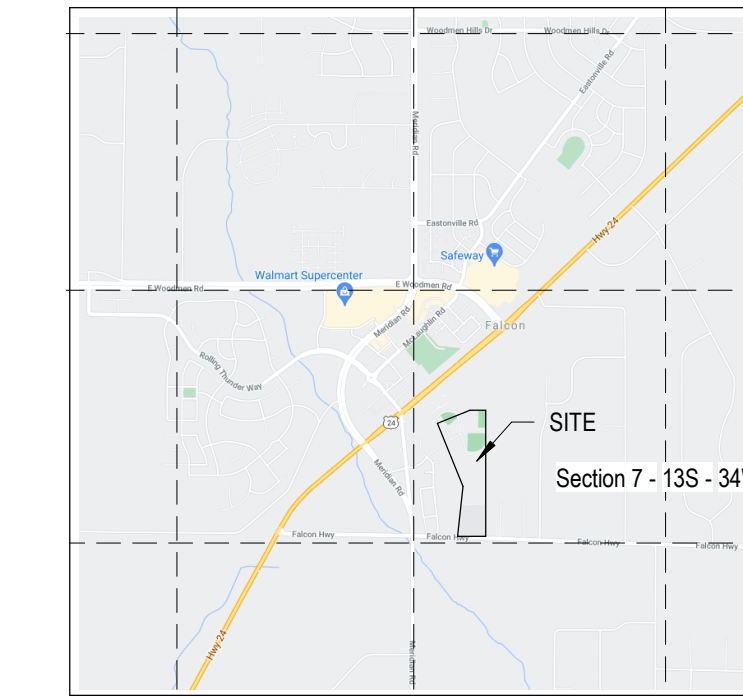 Woodmen Hills Dr
Woodmen Hills Dr
Eastonville Rd
Meridian Rd
Eastonville Rd
Hwy 24
Safeway
Walmart Supercenter
E Woodmen Rd
E Woodmen Rd
Meridian Rd
McLaughlin Rd
Falcon
Rolling Thunder Way
24
SITE
Meridian Rd
Section 7 - 13S - 34
Falcon Hwy
Falcon Hwy
Falcon Hwy
Falcon Hwy
Hwy 24
Meridian Rd